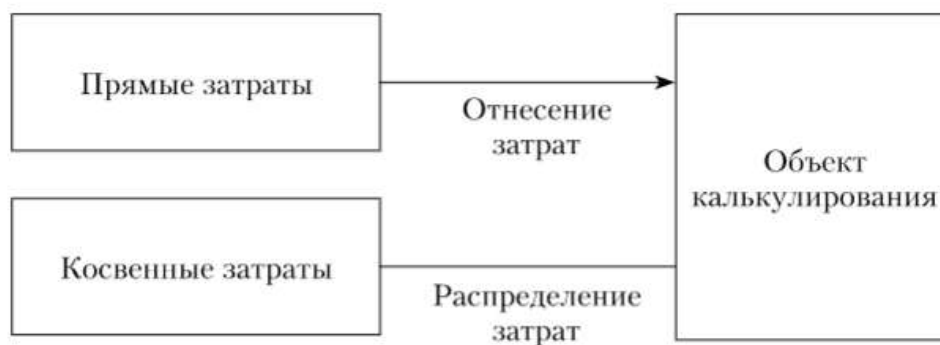 Прямые затраты
Отнесение
затрат
Объект
калькулирования
Косвенные затраты
Распределение
затрат